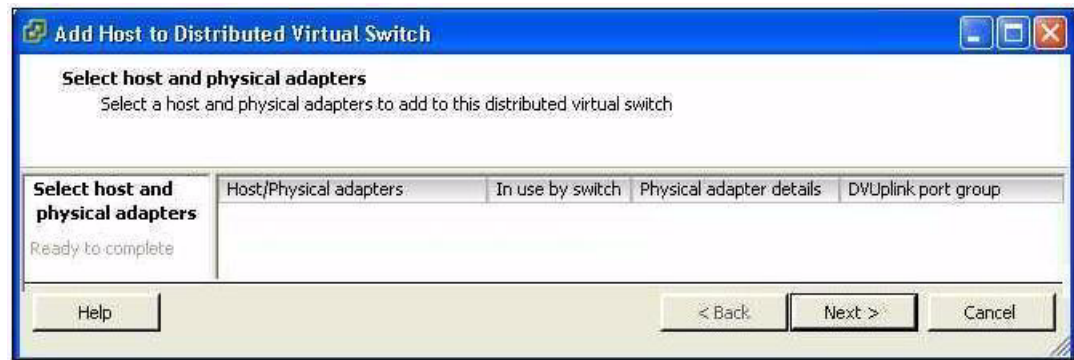 Add Host to Distributed Virtual Switch
Select host and physical adapters
Select a host and physical adapters to add to this distributed virtual switch
Select host and
physical adapters
Ready to complete
Host/Physical adapters
In use by switch
Physical adapter details
DVUplink port group
Help
< Back
Next >
Cancel